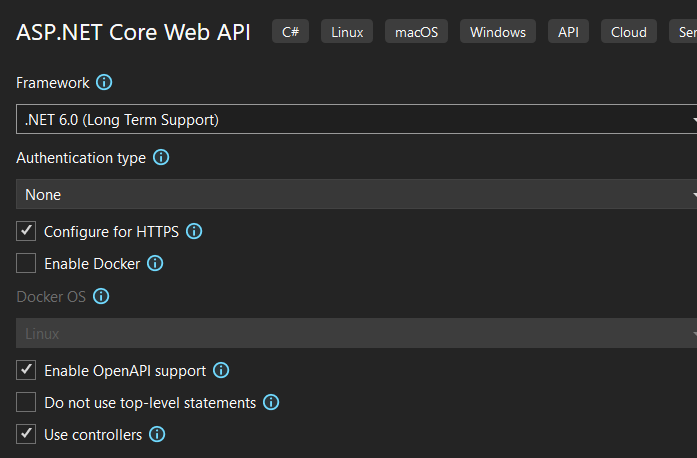 ASP.NET Core Web API C# Linux macOS Windows API Cloud
Framework
.NET 6.0 (Long Term Support)
Authentication type
None
Configure for HTTPS
Enable Docker
Docker OS
Linux
Enable OpenAPI support
Do not use top-level statements
Use controllers